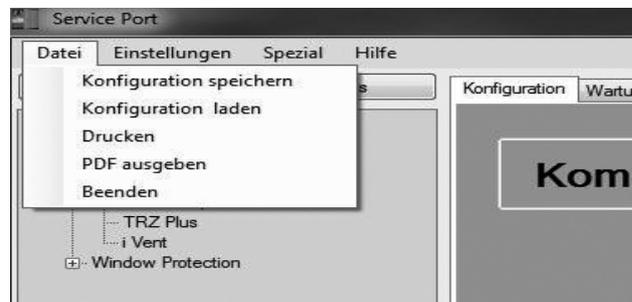 Service Port
Datei Einstellungen Spezial Hilfe
Konfiguration speichern
Konfiguration laden
Drucken
PDF ausgeben
Beenden
TRZ Plus
i Vent
Window Protection
Konfiguration